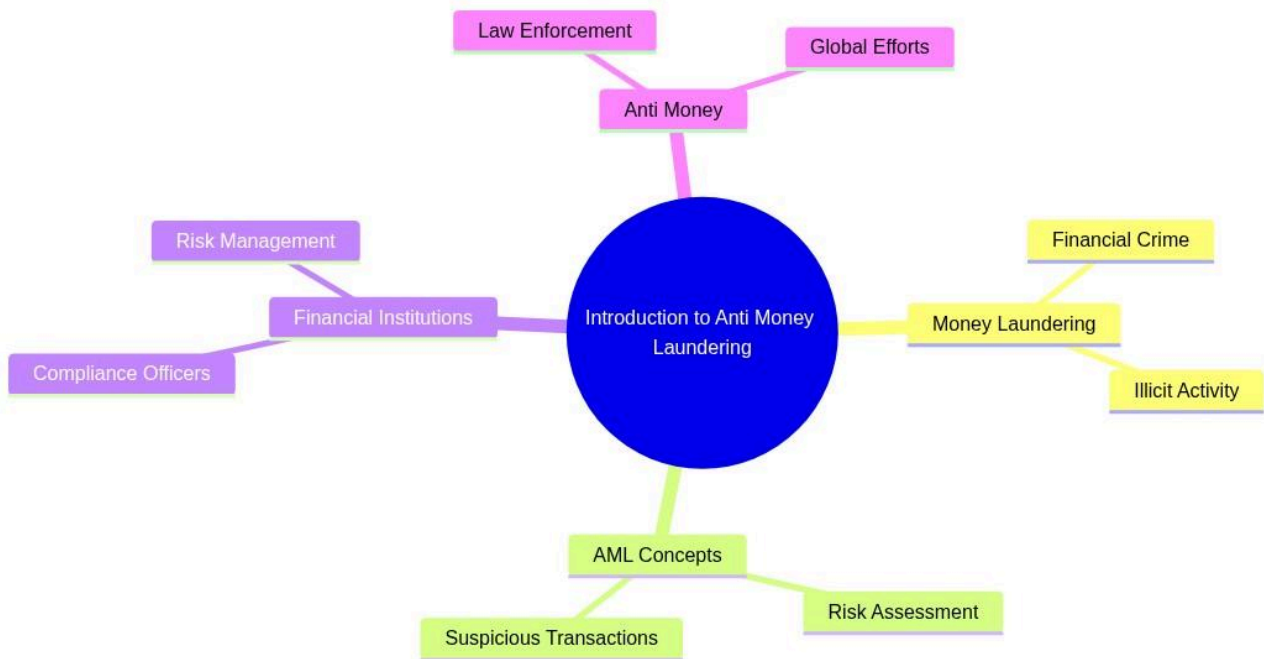 Law Enforcement
Global Efforts
Anti Money
Risk Management
Financial Institutions
Compliance Officers
Introduction to Anti Money
Laundering
Financial Crime
Money Laundering
Illicit Activity
AML Concepts
Suspicious Transactions
Risk Assessment